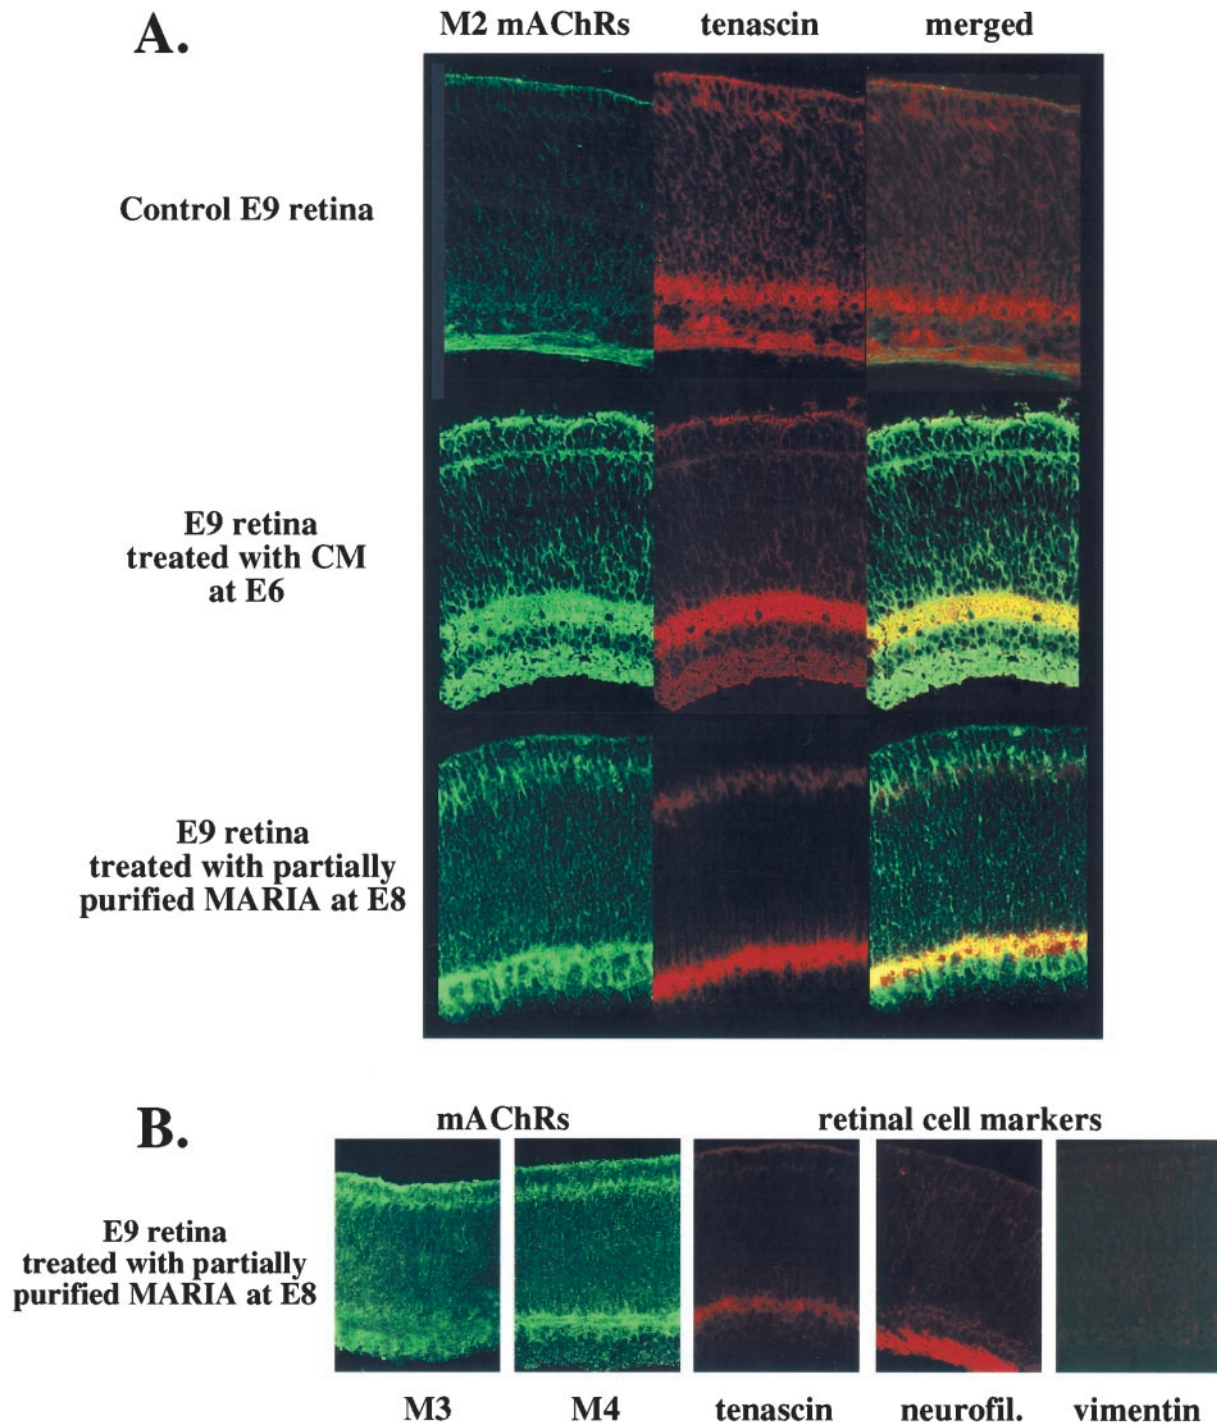 A.
M2 mAChRs tenascin merged
Control E9 retina
E9 retina
treated with CM
at E6
E9 retina
treated with partially
purified MARIA at E8
B.
mAChRs retinal cell markers
E9 retina
treated with partially
purified MARIA at E8
M3 M4 tenascin neurofil. vimentin